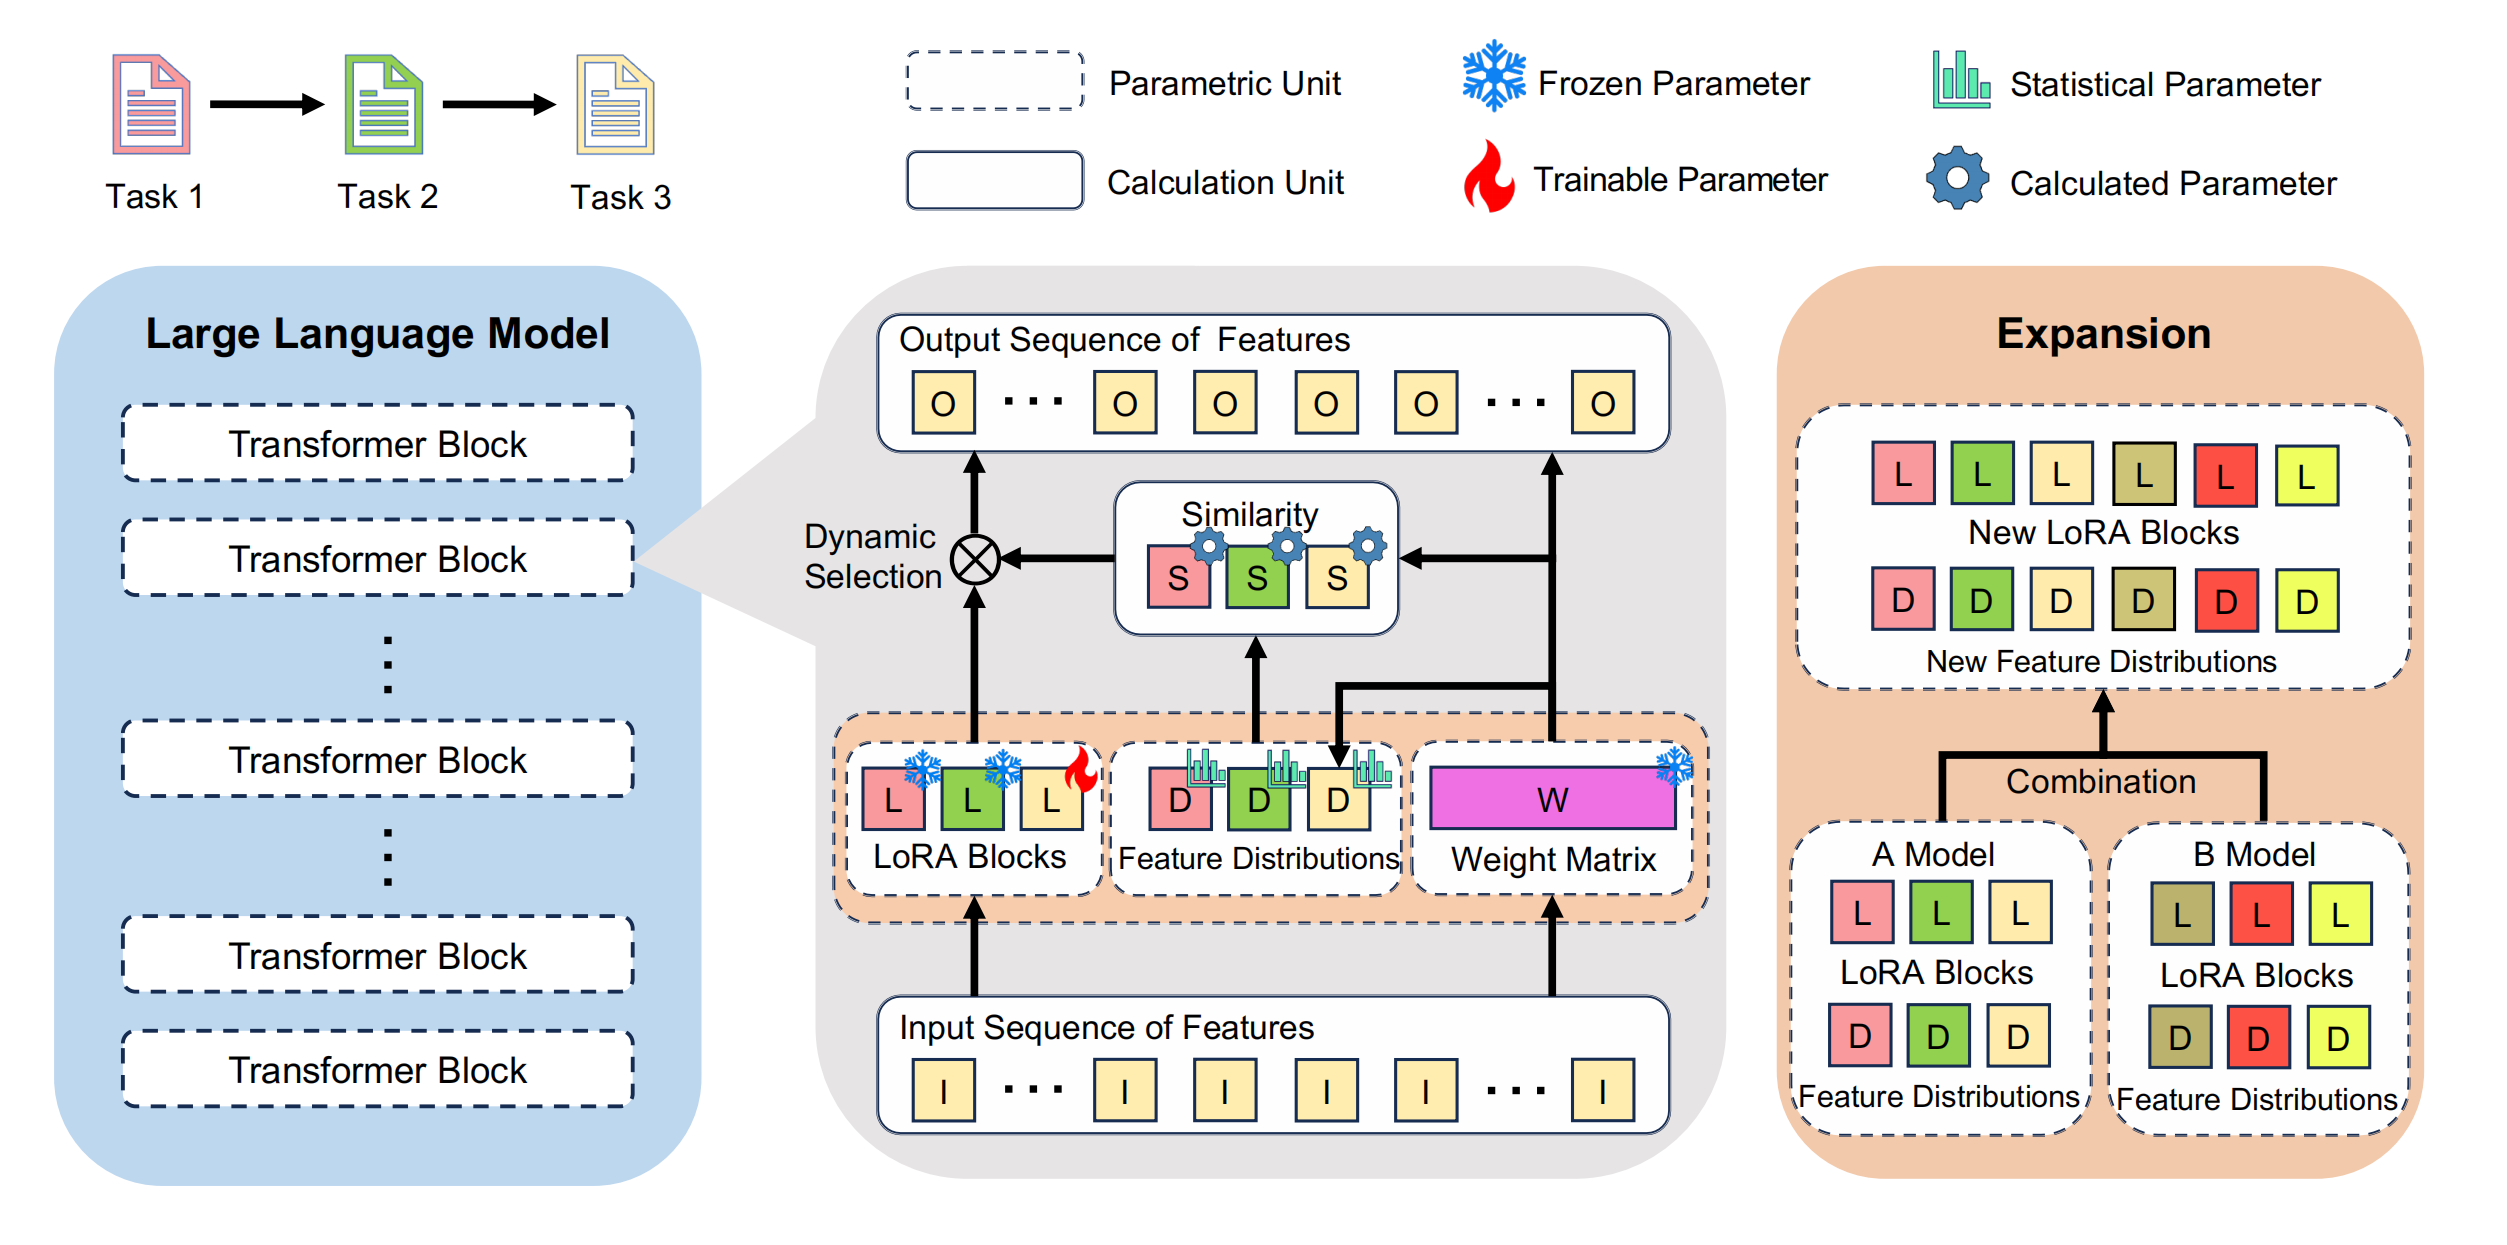 Task 1
Task 2
Task 3
Parametric Unit
Calculation Unit
Frozen Parameter
Trainable Parameter
Statistical Parameter
Calculated Parameter
Large Language Model
Transformer Block
Transformer Block
Transformer Block
Transformer Block
Transformer Block
Output Sequence of Features
O ... O O O O ... O
Similarity
S S S
Dynamic
Selection
L L L
LoRA Blocks
D D D
Feature Distributions
W
Weight Matrix
Input Sequence of Features
I ... I I I I ... I
Expansion
L L L L L L
New LoRA Blocks
D D D D D D
New Feature Distributions
Combination
A Model
L L L
LoRA Blocks
D D D
Feature Distributions
B Model
L L L
LoRA Blocks
D D D
Feature Distributions